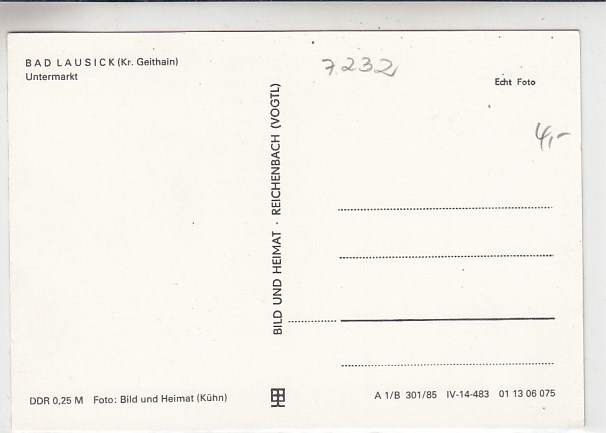 BAD LAUSICK (Kr. Geithain)
Untermarkt
7232
Echt Foto
4,-
BILD UND HEIMAT · REICHENBACH (VOGTL)
DDR 0,25 M Foto: Bild und Heimat (Kühn)
A 1/B 301/85 IV-14-483 01 13 06 075